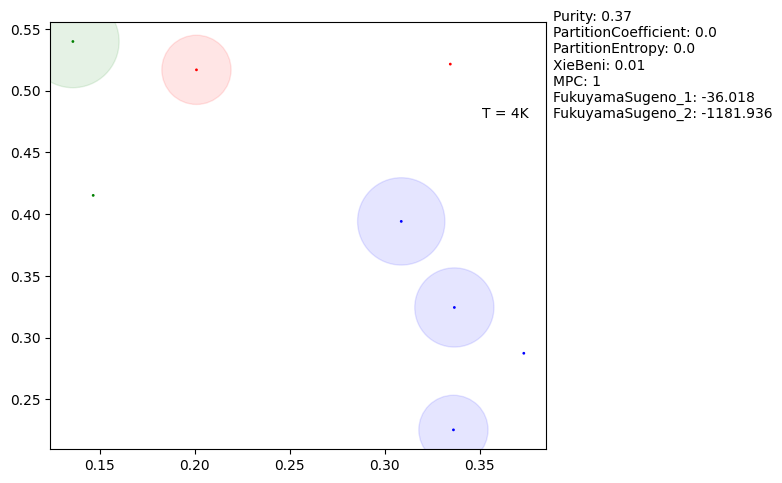 Purity: 0.37
PartitionCoefficient: 0.0
PartitionEntropy: 0.0
XieBeni: 0.01
MPC: 1
FukuyamaSugeno_1: -36.018
FukuyamaSugeno_2: -1181.936
T = 4K
0.55
0.50
0.45
0.40
0.35
0.30
0.25
0.15 0.20 0.25 0.30 0.35